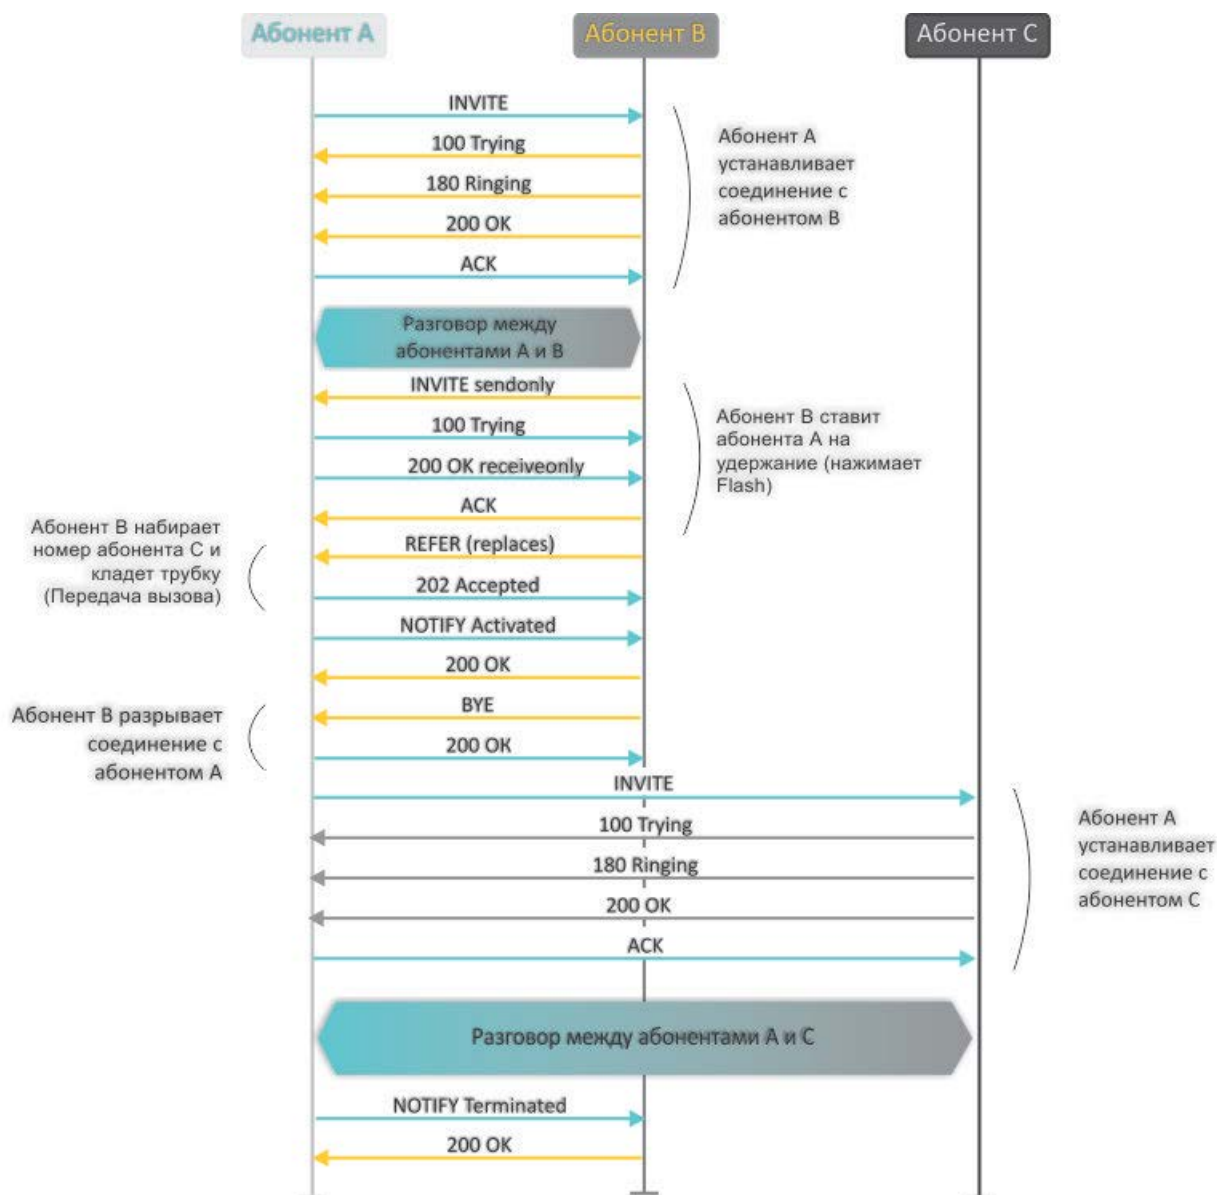 Абонент А
Абонент В
Абонент С
INVITE
100 Trying
180 Ringing
200 OK
ACK
Абонент А
устанавливает
соединение с
абонентом В
Разговор между
абонентами А и В
INVITE sendonly
100 Trying
200 OK receiveonly
ACK
Абонент В ставит
абонента А на
удержание (нажимает
Flash)
Абонент В набирает
номер абонента С и
кладет трубку
(Передача вызова)
REFER (replaces)
202 Accepted
NOTIFY Activated
200 OK
Абонент В разрывает
соединение с
абонентом А
BYE
200 OK
INVITE
100 Trying
180 Ringing
200 OK
ACK
Абонент А
устанавливает
соединение с
абонентом С
Разговор между абонентами А и С
NOTIFY Terminated
200 OK